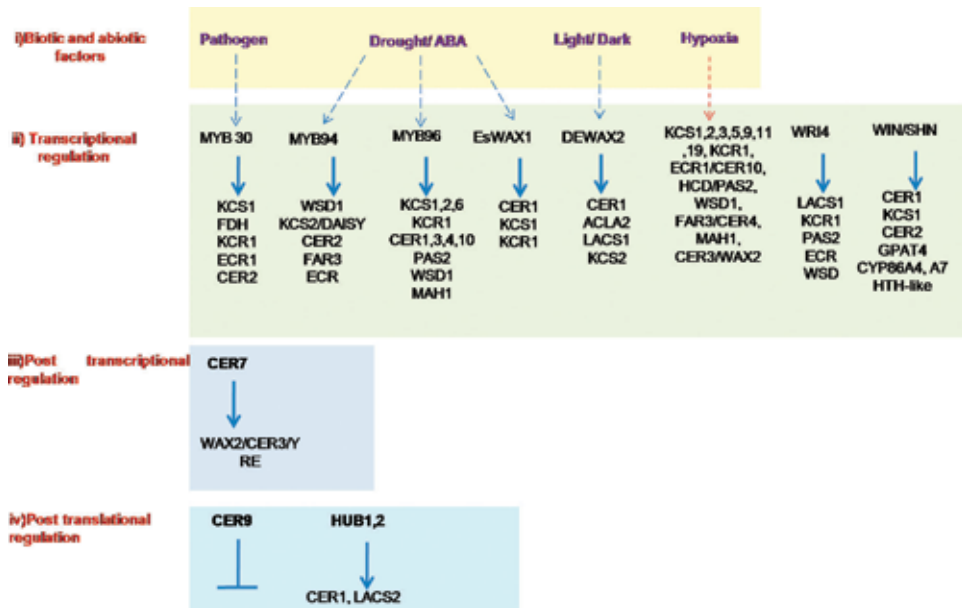 i)Biotic and abiotic
factors
Pathogen
Drought/ ABA
Light/ Dark
Hypoxia
ii) Transcriptional
regulation
MYB 30
KCS1
FDH
KCR1
ECR1
CER2
MYB94
WSD1
KCS2/DAISY
CER2
FAR3
ECR
MYB96
KCS1,2,6
KCR1
CER1,3,4,10
PAS2
WSD1
MAH1
EsWAX1
CER1
KCS1
KCR1
DEWAX2
CER1
ACLA2
LACS1
KCS2
KCS1,2,3,5,9,11
,19, KCR1,
ECR1/CER10,
HCD/PAS2,
WSD1,
FAR3/CER4,
MAH1,
CER3/WAX2
WRI4
LACS1
KCR1
PAS2
ECR
WSD
WIN/SHN
CER1
KCS1
CER2
GPAT4
CYP86A4, A7
HTH-like
iii)Post transcriptional
regulation
CER7
WAX2/CER3/Y
RE
iv)Post translational
regulation
CER9
HUB1,2
CER1, LACS2